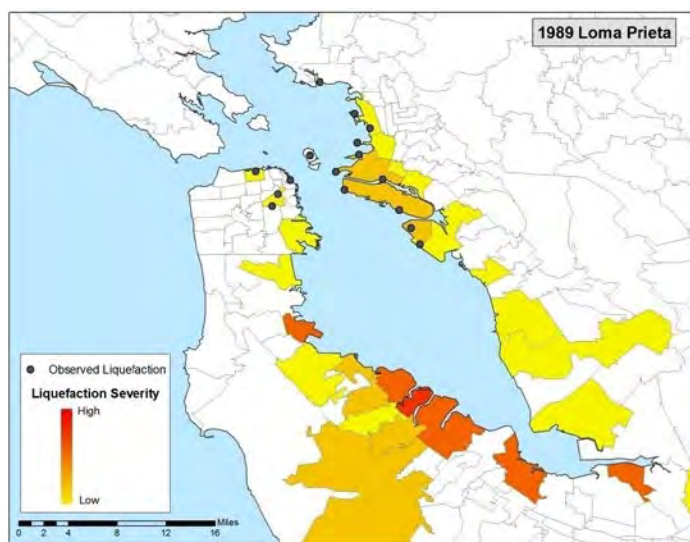 1989 Loma Prieta
Observed Liquefaction
Liquefaction Severity
High
Low
Miles
0 2 4 8 12 16